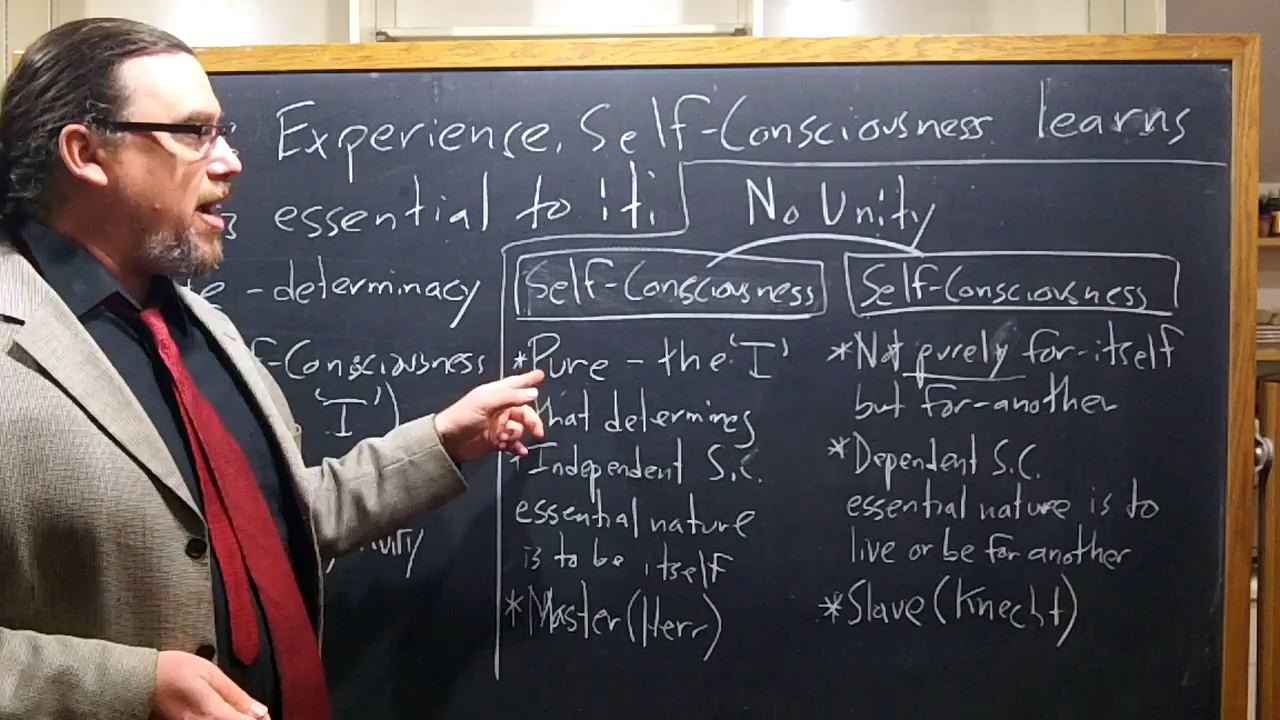 Experience, Self-Consciousness learns
essential to it:
-determinacy
-Consciousness
'I')
No Unity
Self-Consciousness
*Pure - the 'I'
that determines
*Independent S.C.
essential nature
is to be itself
*Master (Herr)
Self-Consciousness
*Not purely for-itself
but for-another
*Dependent S.C.
essential nature is to
live or be for another
*Slave (Knecht)